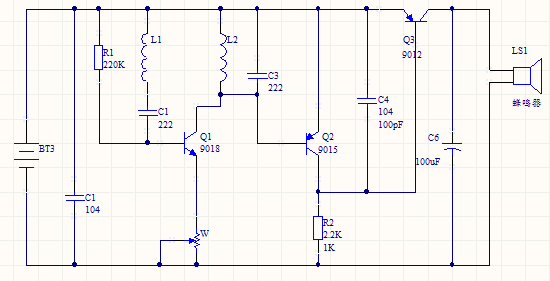 R1
220K
L1
L2
C3
222
C1
222
Q1
9018
Q2
9015
C4
104
100pF
Q3
9012
LS1
蜂鸣器
BT3
C1
104
W
R2
2.2K
1K
C6
100uF